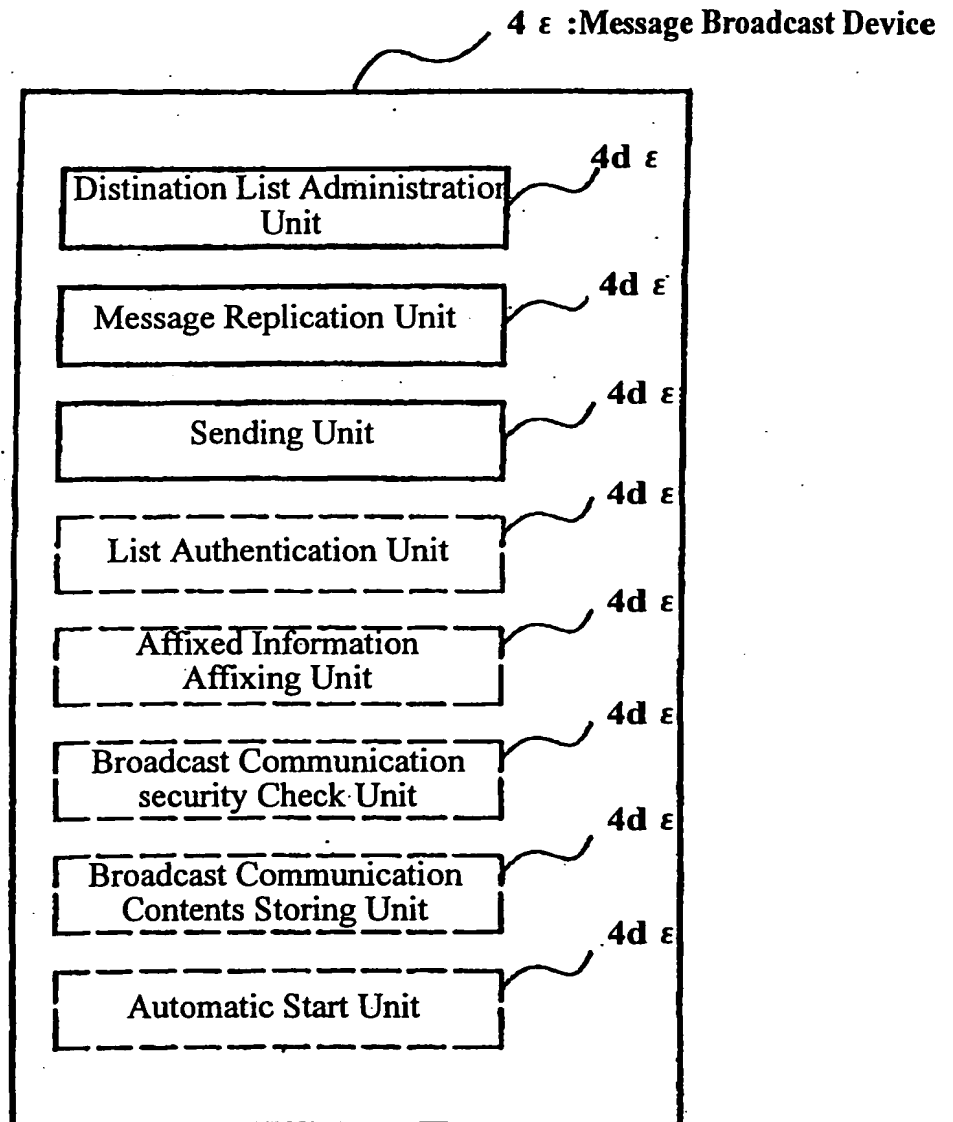 4 ε :Message Broadcast Device
4d ε
Distination List Administration
Unit
4d ε
Message Replication Unit
4d ε
Sending Unit
4d ε
List Authentication Unit
4d ε
Affixed Information
Affixing Unit
4d ε
Broadcast Communication
security Check Unit
4d ε
Broadcast Communication
Contents Storing Unit
4d ε
Automatic Start Unit